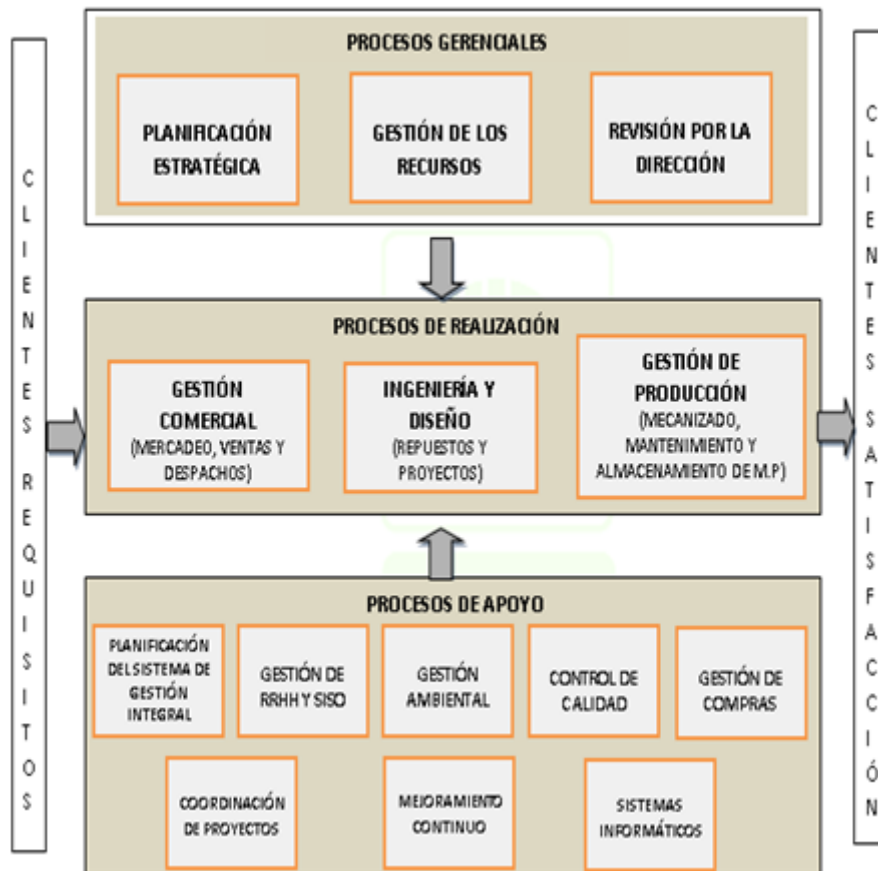 CLIENTES REQUISITOS
PROCESOS GERENCIALES
PLANIFICACIÓN
ESTRATÉGICA
GESTIÓN DE LOS
RECURSOS
REVISIÓN POR LA
DIRECCIÓN
PROCESOS DE REALIZACIÓN
GESTIÓN
COMERCIAL
(MERCADEO, VENTAS Y
DESPACHOS)
INGENIERÍA Y
DISEÑO
(REPUESTOS Y
PROYECTOS)
GESTIÓN DE
PRODUCCIÓN
(MECANIZADO,
MANTENIMIENTO Y
ALMACENAMIENTO DE M.P)
PROCESOS DE APOYO
PLANIFICACIÓN
DEL SISTEMA DE
GESTIÓN
INTEGRAL
GESTIÓN DE
RRHH Y SISO
GESTIÓN
AMBIENTAL
CONTROL DE
CALIDAD
GESTIÓN DE
COMPRAS
COORDINACIÓN
DE PROYECTOS
MEJORAMIENTO
CONTINUO
SISTEMAS
INFORMÁTICOS
CLIENTES SATISFACCIÓN